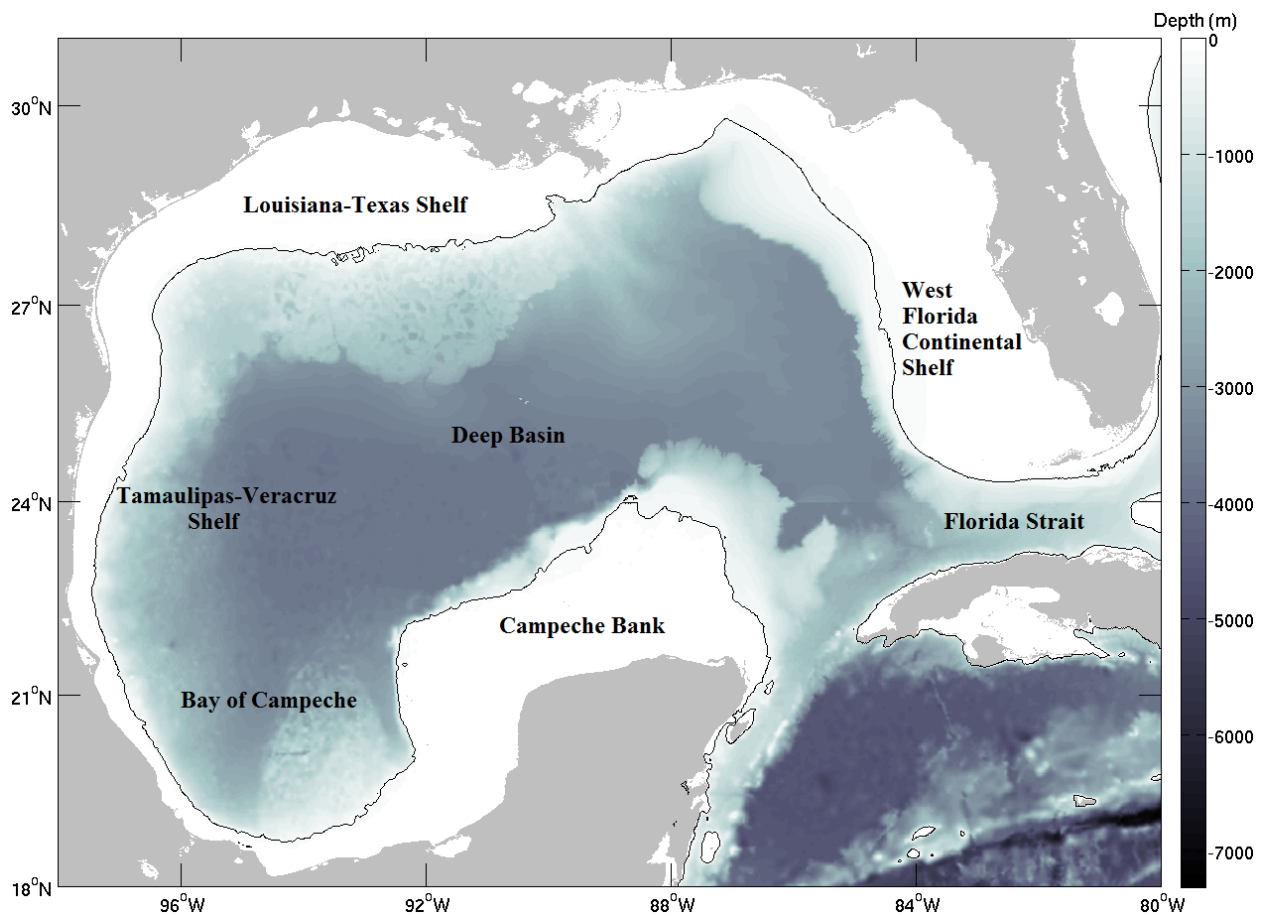 Depth (m)
0
-1000
-2000
-3000
-4000
-5000
-6000
-7000
30°N
27°N
24°N
21°N
18°N
Louisiana-Texas Shelf
West
Florida
Continental
Shelf
Deep Basin
Tamaulipas-Veracruz
Shelf
Florida Strait
Campeche Bank
Bay of Campeche
96°W
92°W
88°W
84°W
80°W